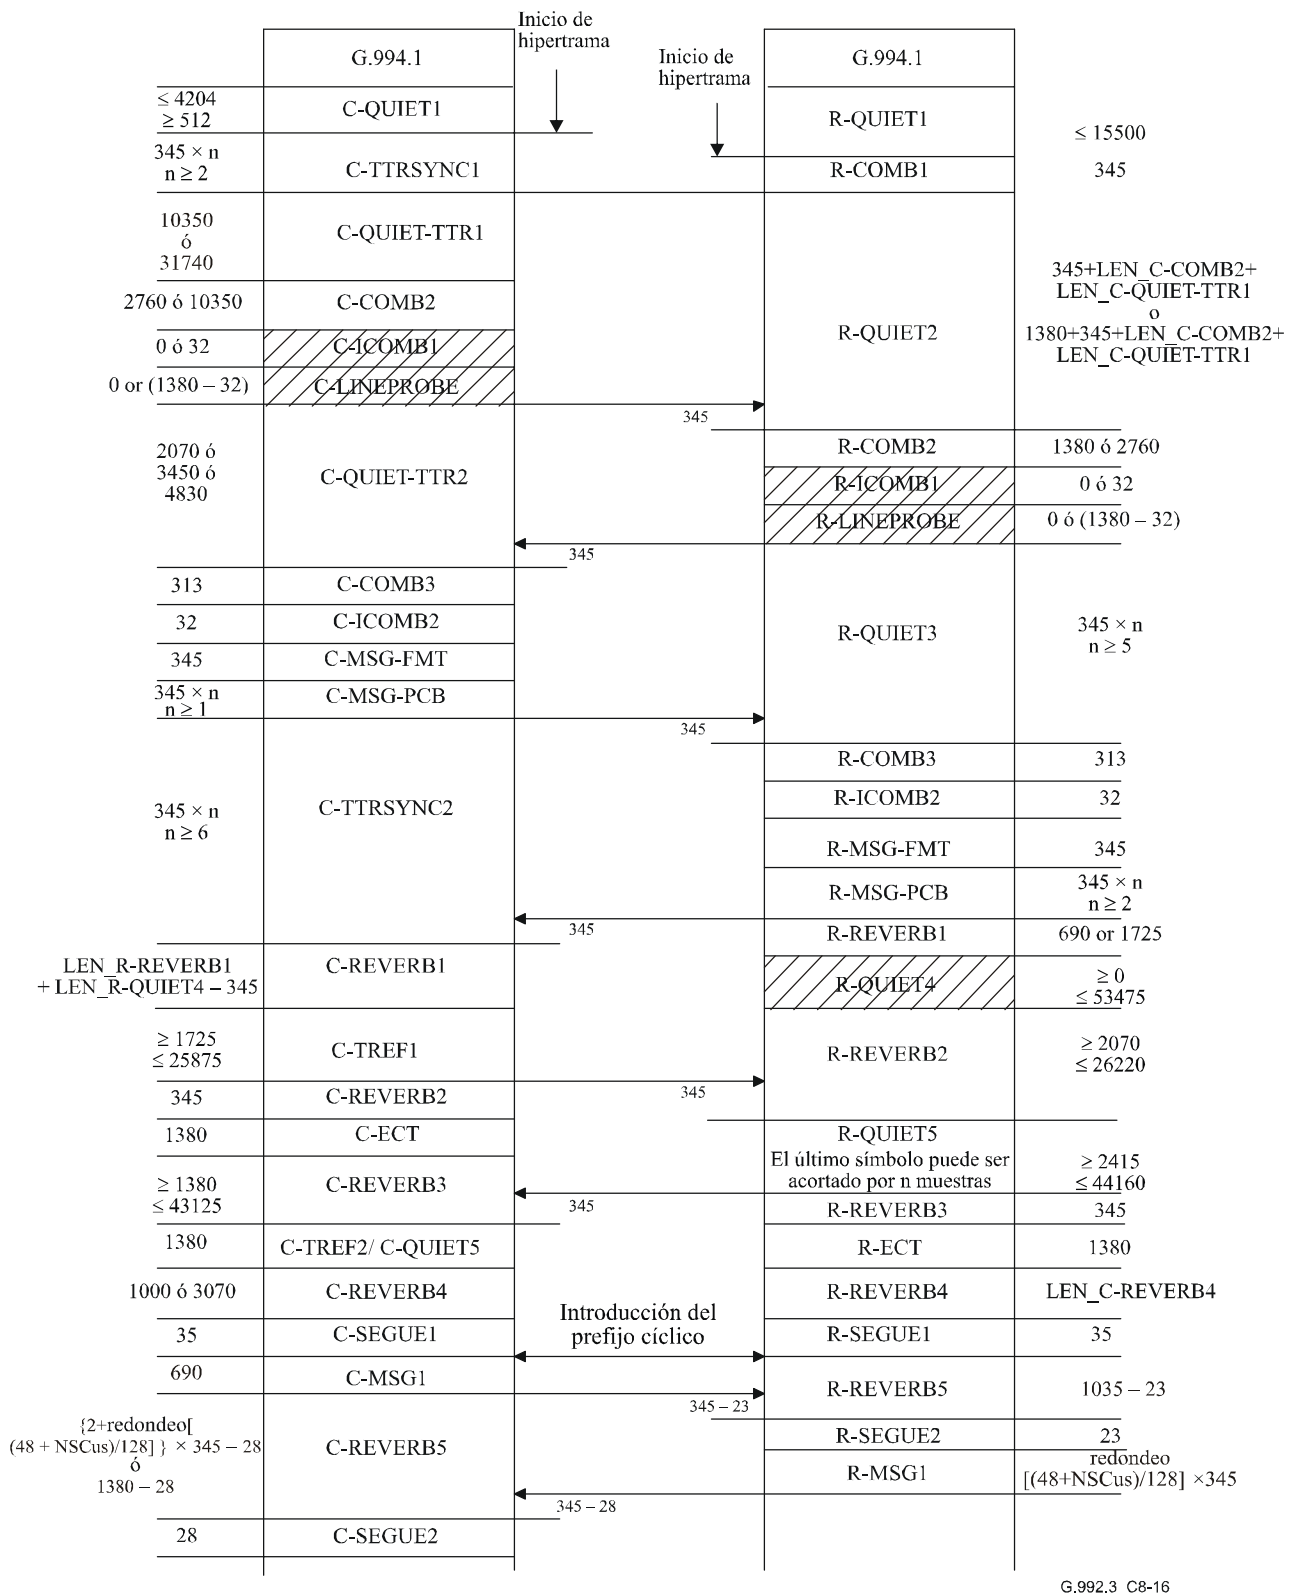 Inicio de
hipertrama
Inicio de
hipertrama
G.994.1
G.994.1
≤ 4204
≥ 512
C-QUIET1
R-QUIET1
≤ 15500
345 × n
n ≥ 2
C-TTRSYNC1
R-COMB1
345
10350
ó
31740
C-QUIET-TTR1
2760 ó 10350
C-COMB2
R-QUIET2
345+LEN_C-COMB2+
LEN_C-QUIET-TTR1
o
1380+345+LEN_C-COMB2+
LEN_C-QUIET-TTR1
0 ó 32
C-ICOMB1
0 or (1380 – 32)
C-LINEPROBE
345
2070 ó
3450 ó
4830
C-QUIET-TTR2
R-COMB2
1380 ó 2760
R-ICOMB1
0 ó 32
R-LINEPROBE
0 ó (1380 – 32)
345
313
C-COMB3
32
C-ICOMB2
R-QUIET3
345 × n
n ≥ 5
345
C-MSG-FMT
345 × n
n ≥ 1
C-MSG-PCB
345
R-COMB3
313
345 × n
n ≥ 6
C-TTRSYNC2
R-ICOMB2
32
R-MSG-FMT
345
R-MSG-PCB
345 × n
n ≥ 2
345
R-REVERB1
690 or 1725
LEN_R-REVERB1
+ LEN_R-QUIET4 – 345
C-REVERB1
R-QUIET4
≥ 0
≤ 53475
≥ 1725
≤ 25875
C-TREF1
R-REVERB2
≥ 2070
≤ 26220
345
345
C-REVERB2
1380
C-ECT
R-QUIET5
El último símbolo puede ser
acortado por n muestras
≥ 2415
≤ 44160
≥ 1380
≤ 43125
C-REVERB3
345
R-REVERB3
345
1380
C-TREF2/ C-QUIET5
R-ECT
1380
1000 ó 3070
C-REVERB4
R-REVERB4
LEN_C-REVERB4
Introducción del
prefijo cíclico
35
C-SEGUE1
R-SEGUE1
35
690
C-MSG1
R-REVERB5
1035 – 23
345 – 23
{2+redondeo[
(48 + NSCus)/128] } × 345 – 28
ó
1380 – 28
C-REVERB5
R-SEGUE2
23
R-MSG1
redondeo
[(48+NSCus)/128] ×345
345 – 28
28
C-SEGUE2
G.992.3_C8-16